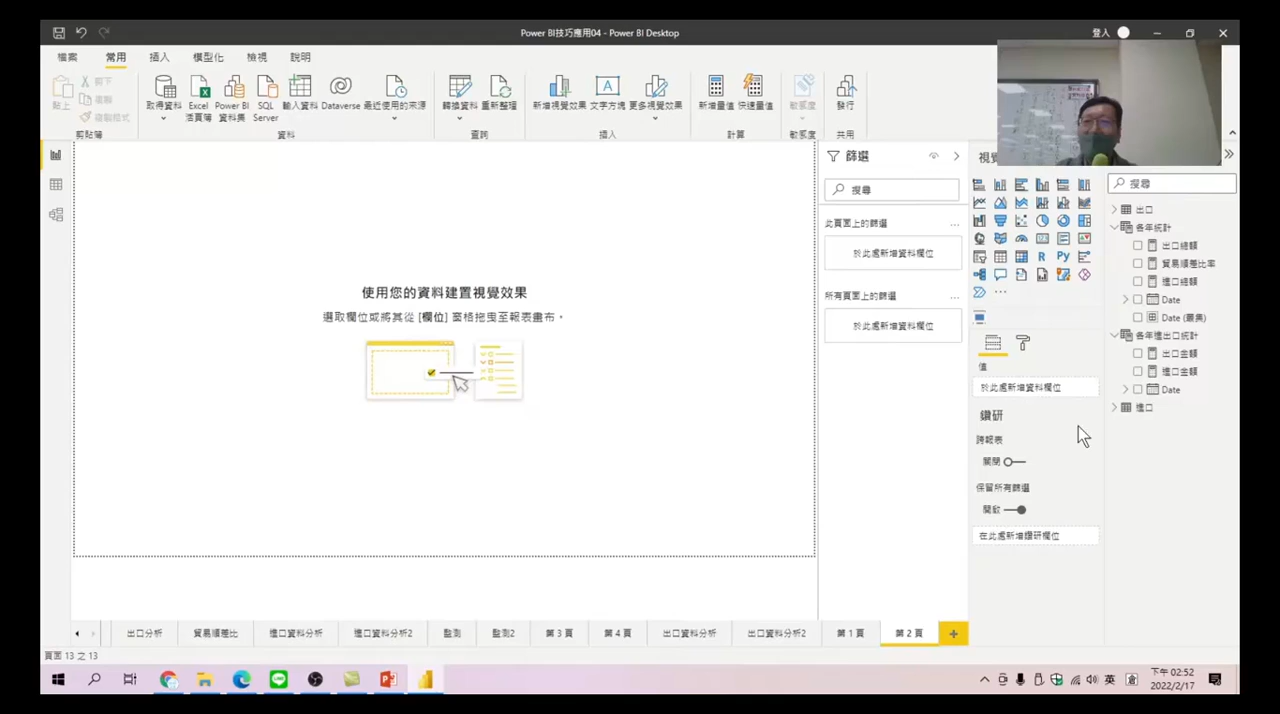 Power BI技巧應用04 - Power BI Desktop
登入
檔案 常用 插入 模型化 檢視 說明
貼上
剪下
複製
複製格式
剪貼簿
取得資料
Excel 活頁簿
Power BI 資料集
SQL Server
輸入資料
Dataverse
最近使用的來源
資料
轉換資料
重新整理
查詢
新增視覺效果
文字方塊
更多視覺效果
插入
新增量值
快速量值
計算
敏感度
敏感度
發行
共用
使用您的資料建置視覺效果
選取欄位或將其從 [欄位] 窗格拖曳至報表畫布。
篩選
搜尋
此頁面上的篩選
於此處新增資料欄位
所有頁面上的篩選
於此處新增資料欄位
R
Py
值
於此處新增資料欄位
鑽研
跨報表
關閉
保留所有篩選
開啟
在此處新增鑽研欄位
搜尋
出口
各年統計
出口總額
貿易順差比率
進口總額
Date
Date (叢集)
各年進出口統計
出口金額
進口金額
Date
進口
出口分析 貿易順差比 進口資料分析 進口資料分析2 監測 監測2 第 3 頁 第 4 頁 出口資料分析 出口資料分析2 第 1 頁 第 2 頁
頁面 13 之 13
英
下午 02:52
2022/2/17